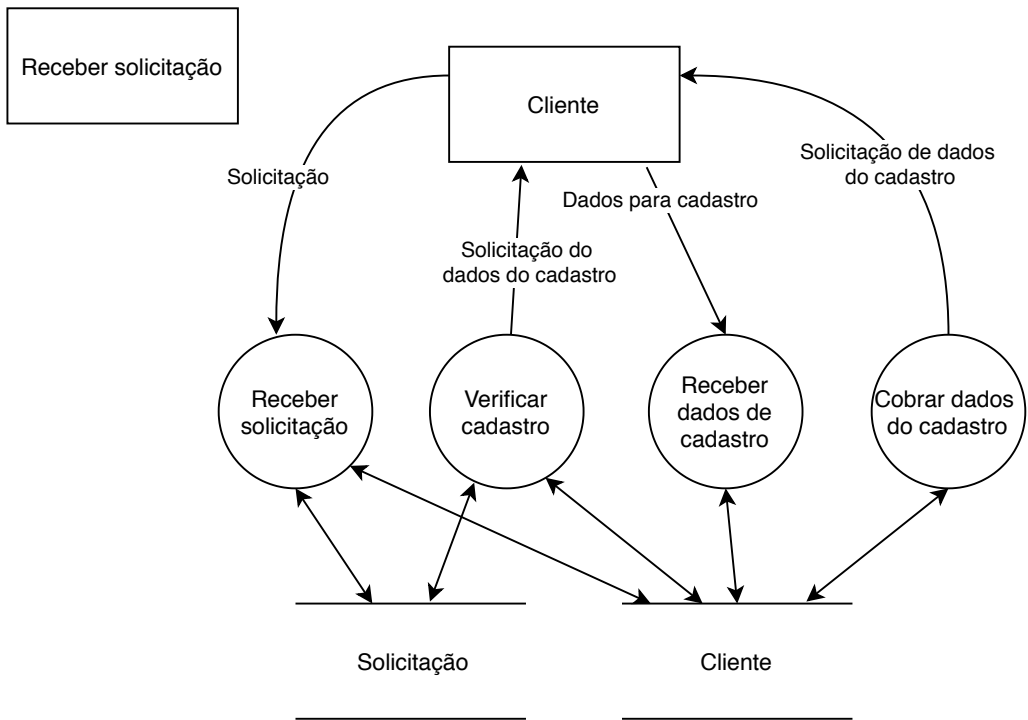 Receber solicitação
Cliente
Solicitação
Solicitação de dados
do cadastro
Dados para cadastro
Solicitação do
dados do cadastro
Receber
solicitação
Verificar
cadastro
Receber
dados de
cadastro
Cobrar dados
do cadastro
Solicitação
Cliente